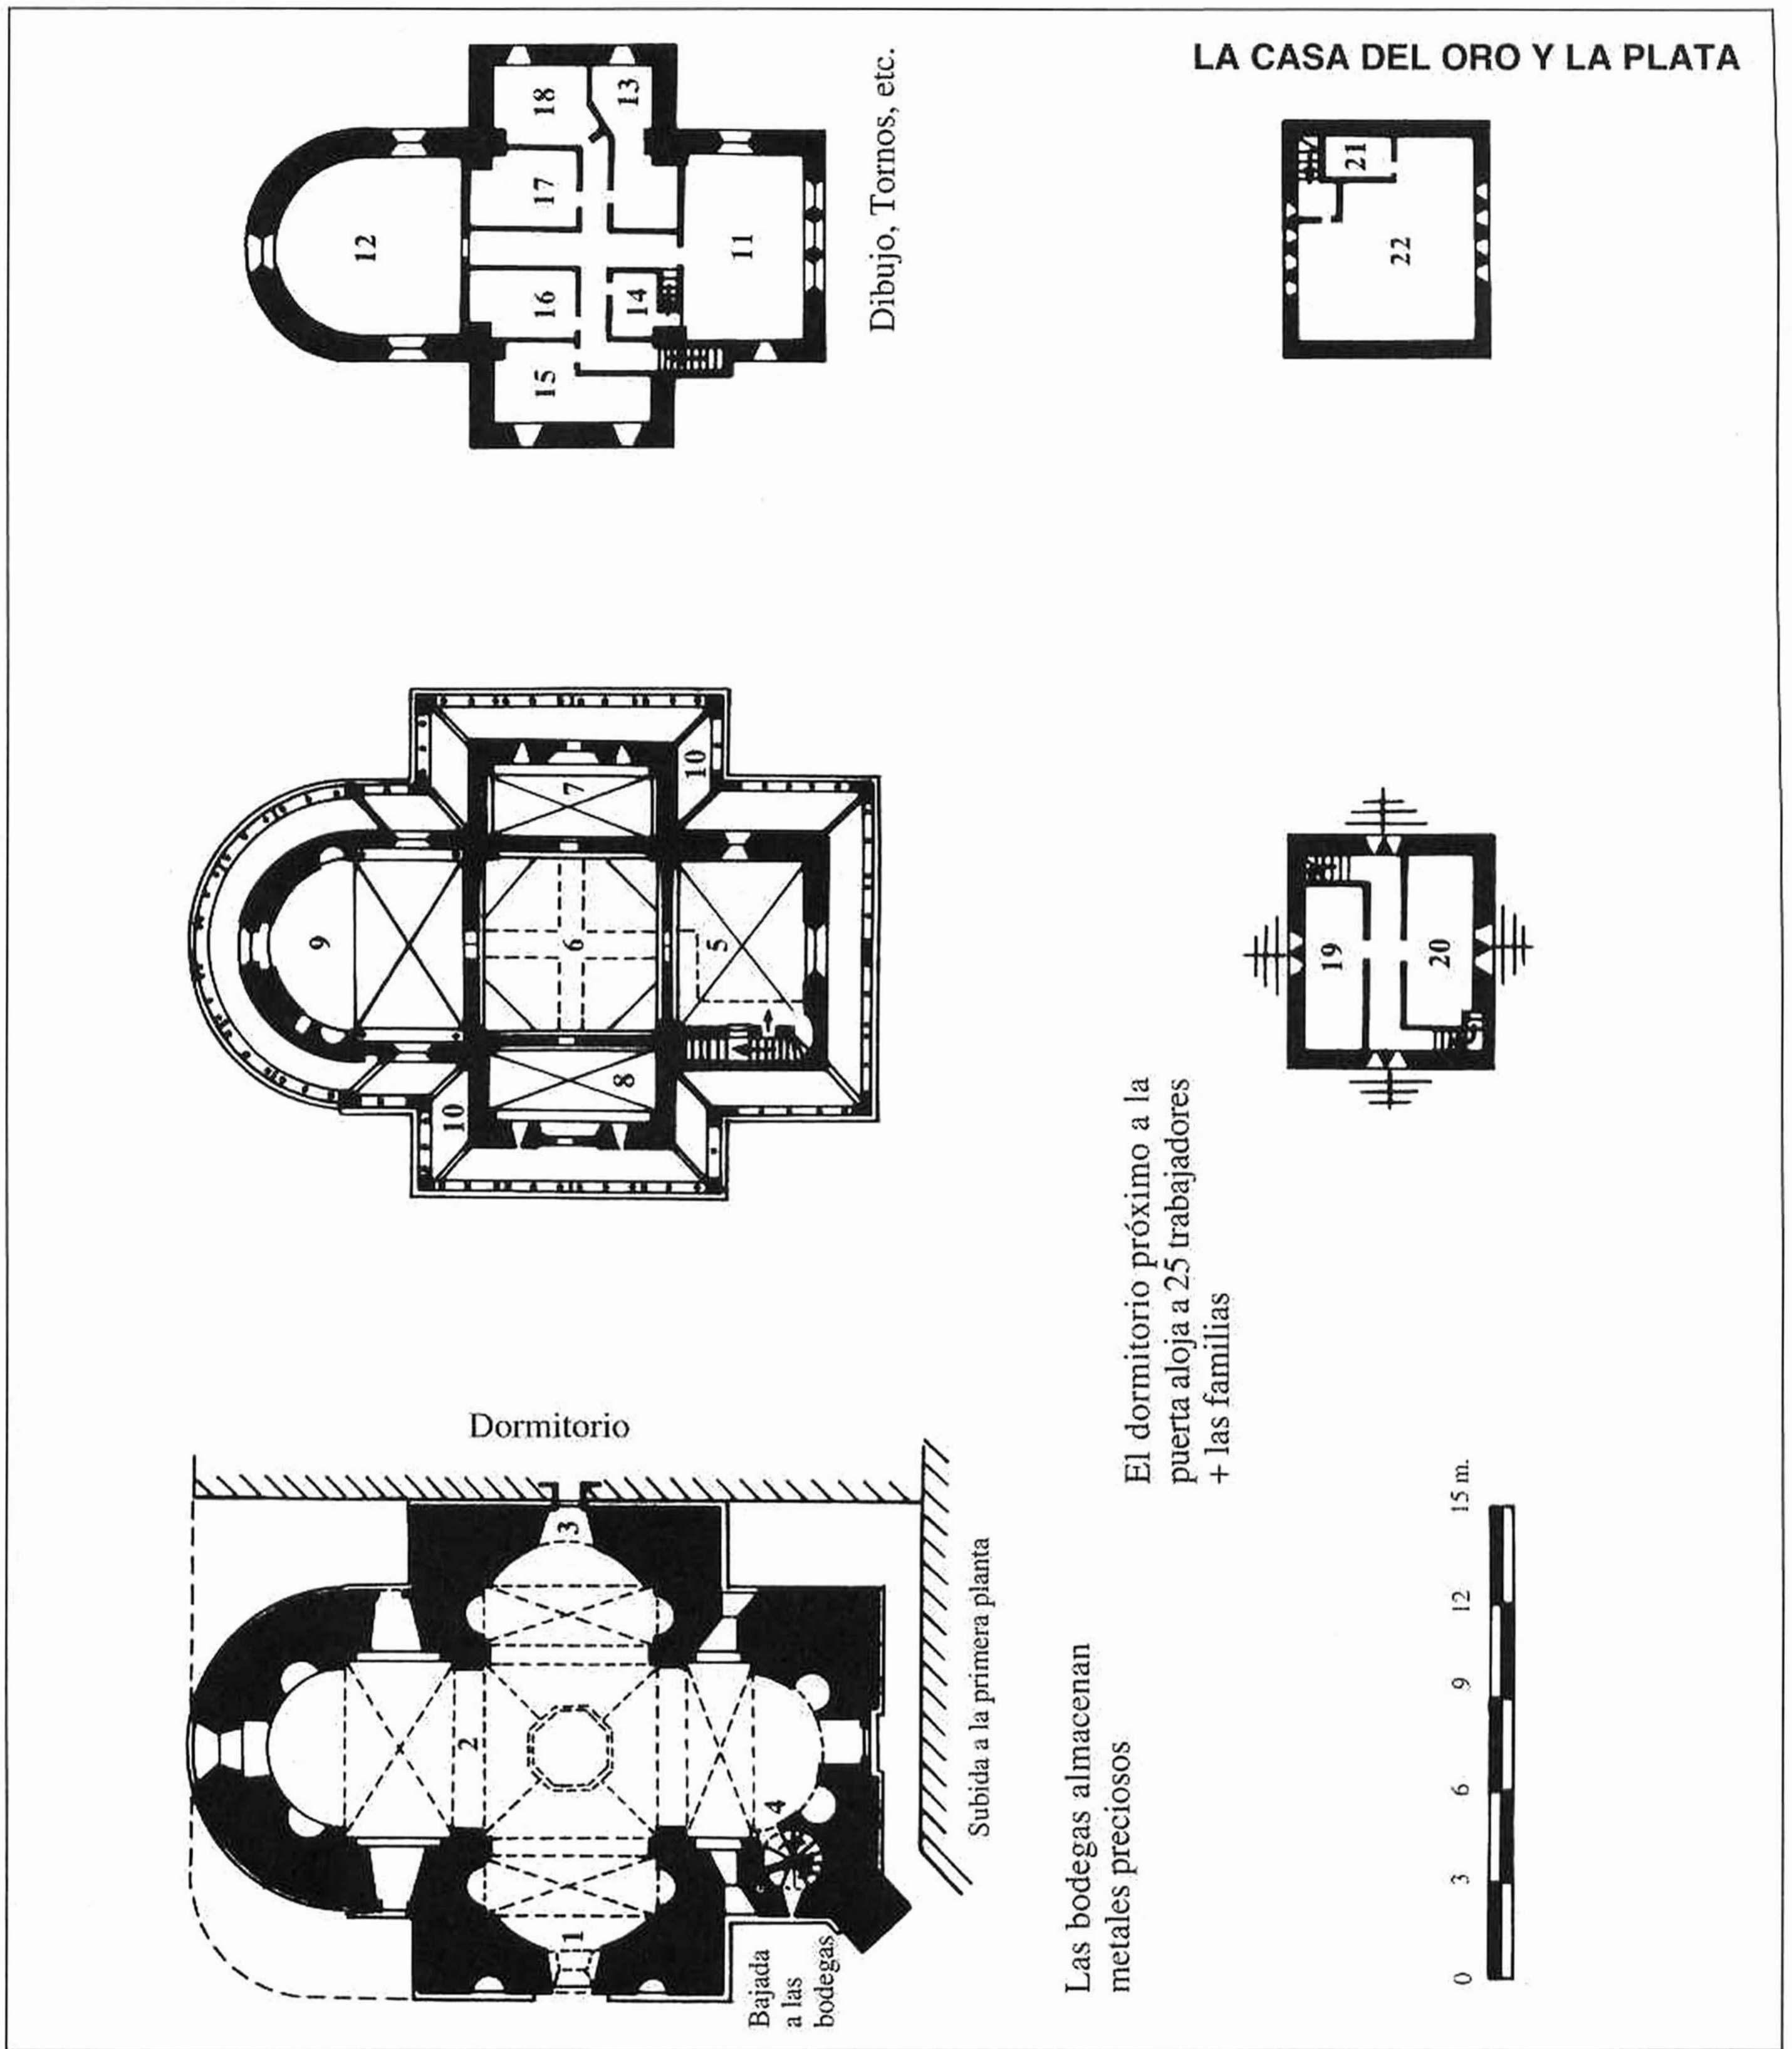 LA CASA DEL ORO Y LA PLATA
12
18
13
17
16
14
15
11
Dibujo, Tornos, etc.
21
22
9
7
10
6
5
8
10
19
20
El dormitorio próximo a la
puerta aloja a 25 trabajadores
+ las familias
Dormitorio
3
2
4
1
Subida a la primera planta
Bajada
a las
bodegas
Las bodegas almacenan
metales preciosos
0 3 6 9 12 15 m.